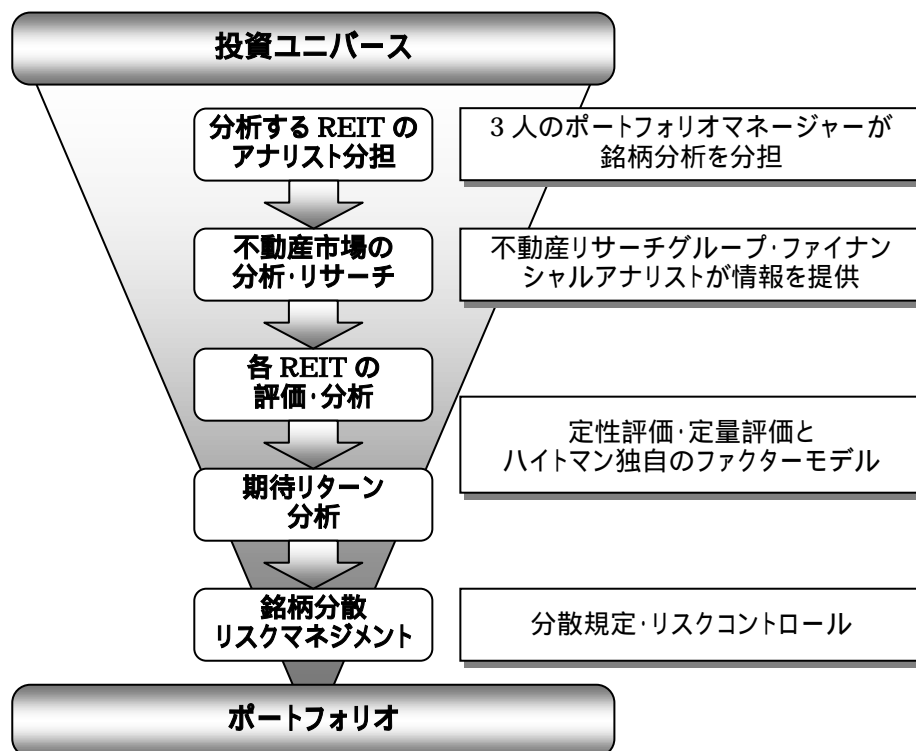 投資ユニバース
分析する REIT の
アナリスト分担
3 人のポートフォリオマネージャーが
銘柄分析を分担
不動産市場の
分析･リサーチ
不動産リサーチグループ･ファイナン
シャルアナリストが情報を提供
各 REIT の
評価･分析
定性評価･定量評価と
ハイトマン独自のファクターモデル
期待リターン
分析
銘柄分散
リスクマネジメント
分散規定･リスクコントロール
ポートフォリオ